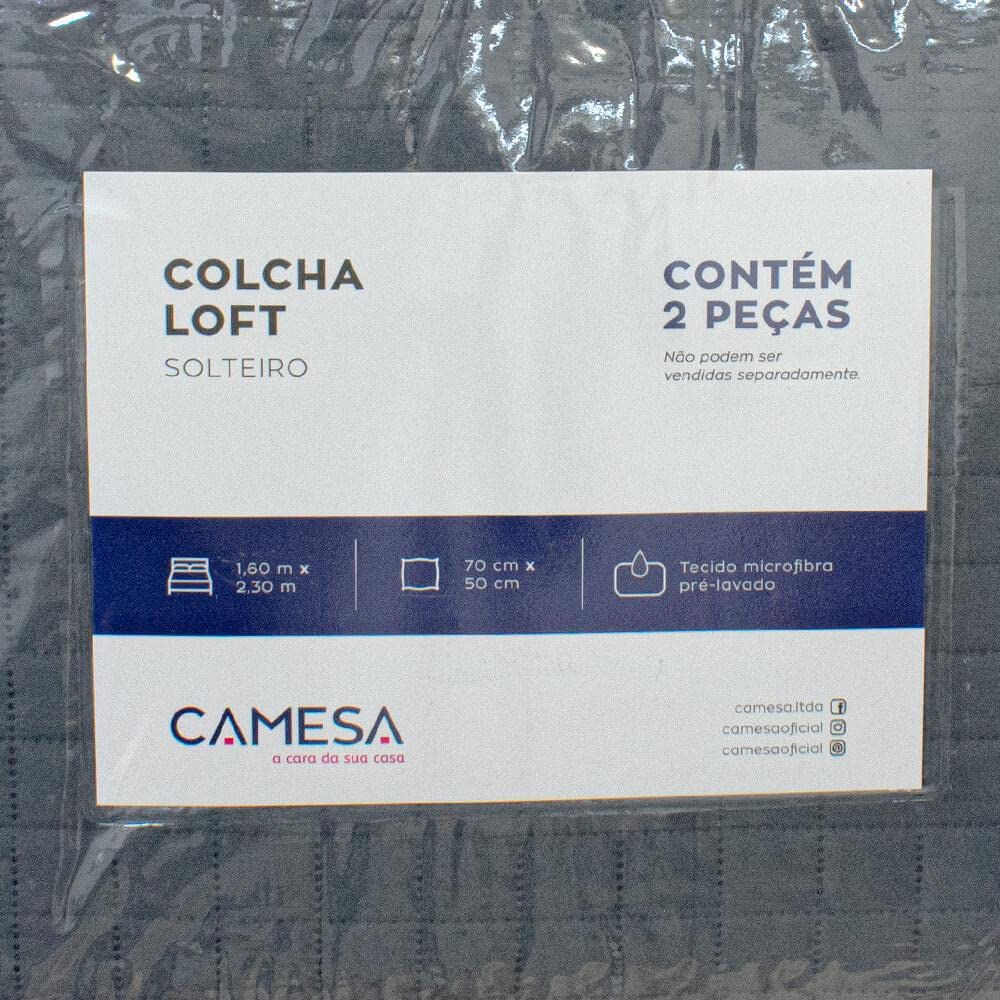 COLCHA
LOFT
SOLTEIRO
CONTÉM
2 PEÇAS
Não podem ser
vendidas separadamente.
1,60 m x
2,30 m
70 cm x
50 cm
Tecido microfibra
pré-lavado
CAMESA
a cara da sua casa
camesa.ltda
camesaoficial
camesaoficial